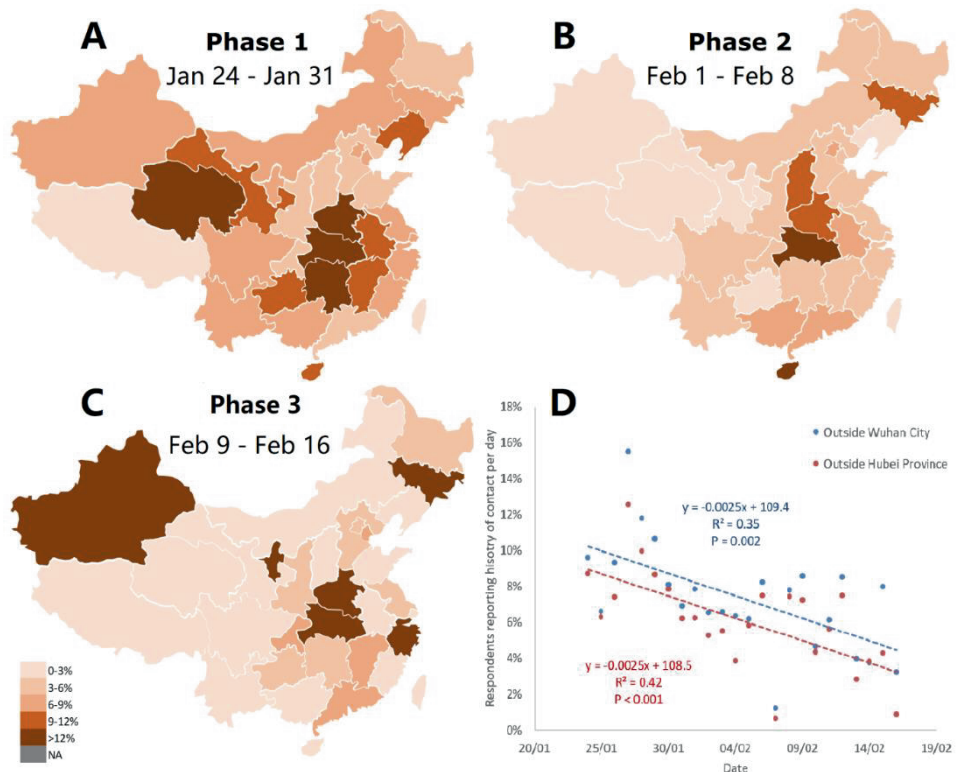 A
Phase 1
Jan 24 - Jan 31
B
Phase 2
Feb 1 - Feb 8
C
Phase 3
Feb 9 - Feb 16
0-3%
3-6%
6-9%
9-12%
>12%
NA
D
Respondents reporting hisotry of contact per day
18%
16%
14%
12%
10%
8%
6%
4%
2%
0%
Outside Wuhan City
Outside Hubei Province
y = -0.0025x + 109.4
R² = 0.35
P = 0.002
y = -0.0025x + 108.5
R² = 0.42
P < 0.001
20/01 25/01 30/01 04/02 09/02 14/02 19/02
Date